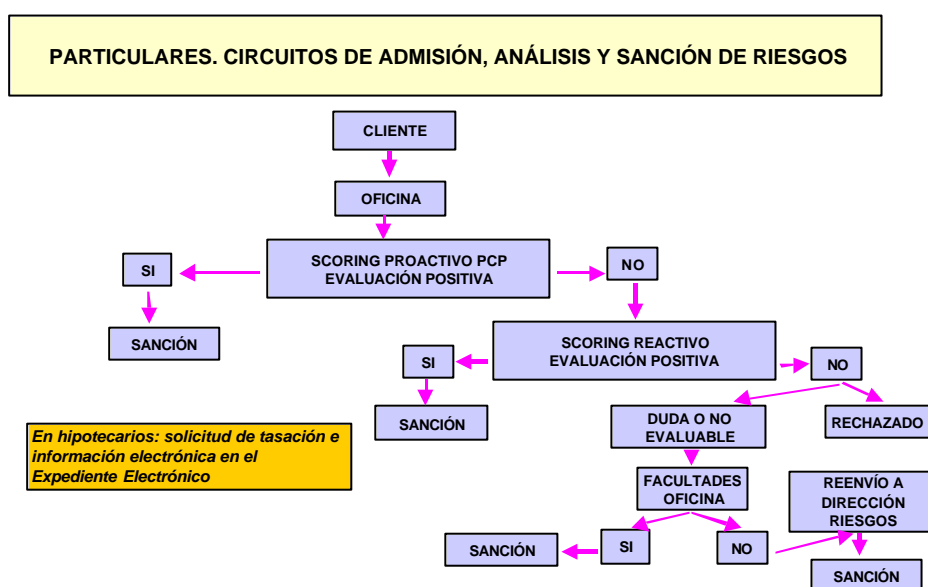 PARTICULARES. CIRCUITOS DE ADMISIÓN, ANÁLISIS Y SANCIÓN DE RIESGOS
CLIENTE
OFICINA
SCORING PROACTIVO PCP
EVALUACIÓN POSITIVA
SI
NO
SANCIÓN
SCORING REACTIVO
EVALUACIÓN POSITIVA
SI
NO
SANCIÓN
DUDA O NO
EVALUABLE
RECHAZADO
En hipotecarios: solicitud de tasación e
información electrónica en el
Expediente Electrónico
FACULTADES
OFICINA
REENVÍO A
DIRECCIÓN
RIESGOS
SANCIÓN
SI
NO
SANCIÓN